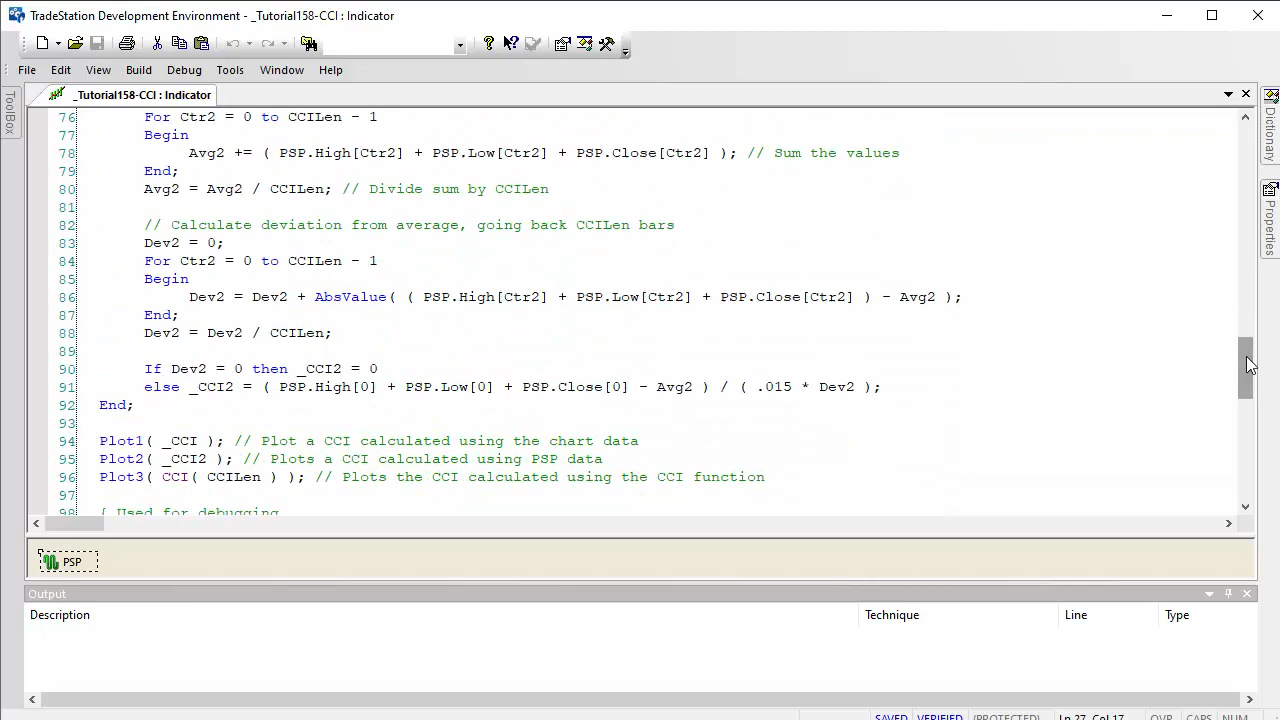 TradeStation Development Environment - _Tutorial158-CCI : Indicator
File Edit View Build Debug Tools Window Help
ToolBox
_Tutorial158-CCI : Indicator
76 For Ctr2 = 0 to CCILen - 1
77 Begin
78 Avg2 += ( PSP.High[Ctr2] + PSP.Low[Ctr2] + PSP.Close[Ctr2] ); // Sum the values
79 End;
80 Avg2 = Avg2 / CCILen; // Divide sum by CCILen
81
82 // Calculate deviation from average, going back CCILen bars
83 Dev2 = 0;
84 For Ctr2 = 0 to CCILen - 1
85 Begin
86 Dev2 = Dev2 + AbsValue( ( PSP.High[Ctr2] + PSP.Low[Ctr2] + PSP.Close[Ctr2] ) - Avg2 );
87 End;
88 Dev2 = Dev2 / CCILen;
89
90 If Dev2 = 0 then _CCI2 = 0
91 else _CCI2 = ( PSP.High[0] + PSP.Low[0] + PSP.Close[0] - Avg2 ) / ( .015 * Dev2 );
92 End;
93
94 Plot1( _CCI ); // Plot a CCI calculated using the chart data
95 Plot2( _CCI2 ); // Plots a CCI calculated using PSP data
96 Plot3( CCI( CCILen ) ); // Plots the CCI calculated using the CCI function
97
98 { Used for debugging
Dictionary
Properties
PSP
Output
Description Technique Line Type
SAVED VERIFIED (PROTECTED) Ln 27, Col 17 OVR CAPS NUM